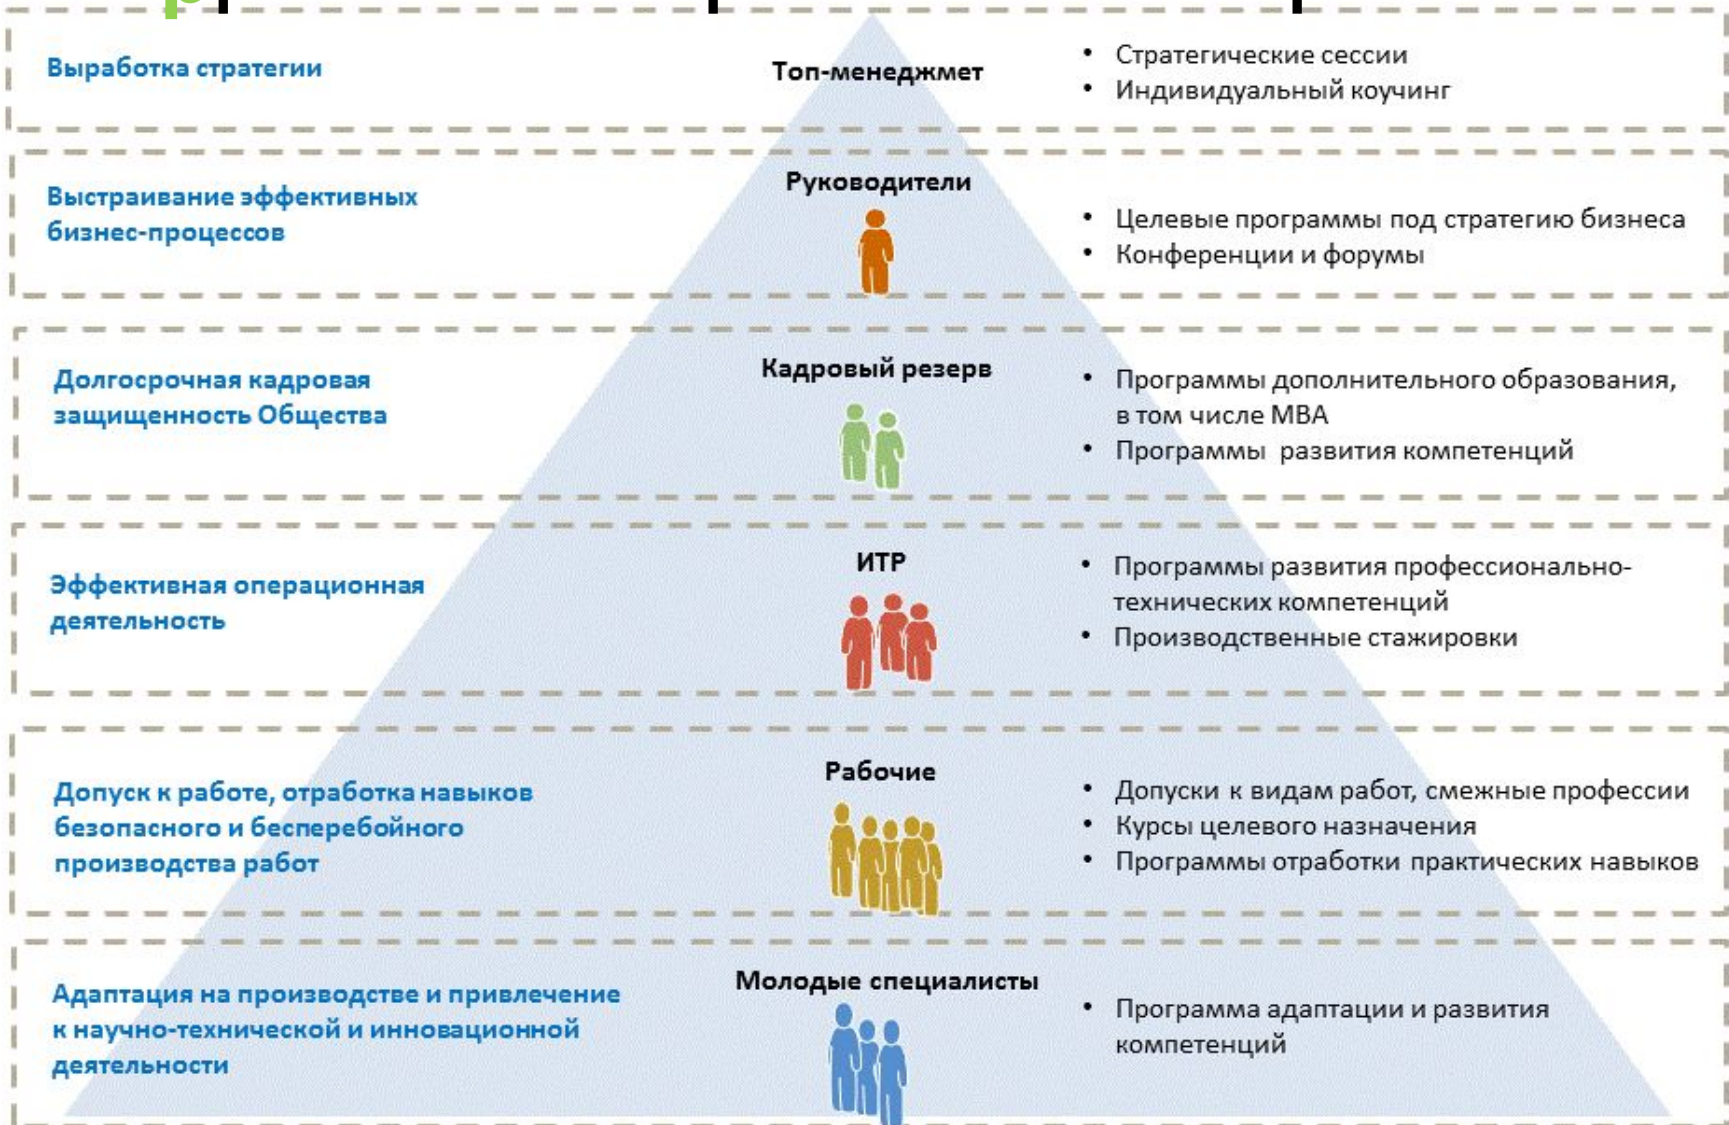 Выработка стратегии
Топ-менеджмет
• Стратегические сессии
• Индивидуальный коучинг
Выстраивание эффективных
бизнес-процессов
Руководители
• Целевые программы под стратегию бизнеса
• Конференции и форумы
Долгосрочная кадровая
защищенность Общества
Кадровый резерв
• Программы дополнительного образования,
в том числе МВА
• Программы развития компетенций
Эффективная операционная
деятельность
ИТР
• Программы развития профессионально-
технических компетенций
• Производственные стажировки
Допуск к работе, отработка навыков
безопасного и бесперебойного
производства работ
Рабочие
• Допуски к видам работ, смежные профессии
• Курсы целевого назначения
• Программы отработки практических навыков
Адаптация на производстве и привлечение
к научно-технической и инновационной
деятельности
Молодые специалисты
• Программа адаптации и развития
компетенций